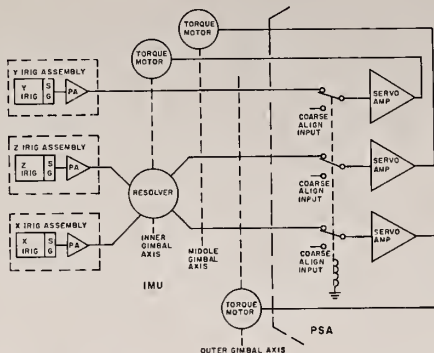 TORQUE
MOTOR
TORQUE
MOTOR
Y IRIG ASSEMBLY
Y
IRIG
S
G
PA
COARSE
ALIGN
INPUT
SERVO
AMP
Z IRIG ASSEMBLY
Z
IRIG
S
G
PA
RESOLVER
COARSE
ALIGN
INPUT
SERVO
AMP
X IRIG ASSEMBLY
X
IRIG
S
G
PA
INNER
GIMBAL
AXIS
MIDDLE
GIMBAL
AXIS
COARSE
ALIGN
INPUT
SERVO
AMP
IMU
TORQUE
MOTOR
PSA
OUTER GIMBAL AXIS